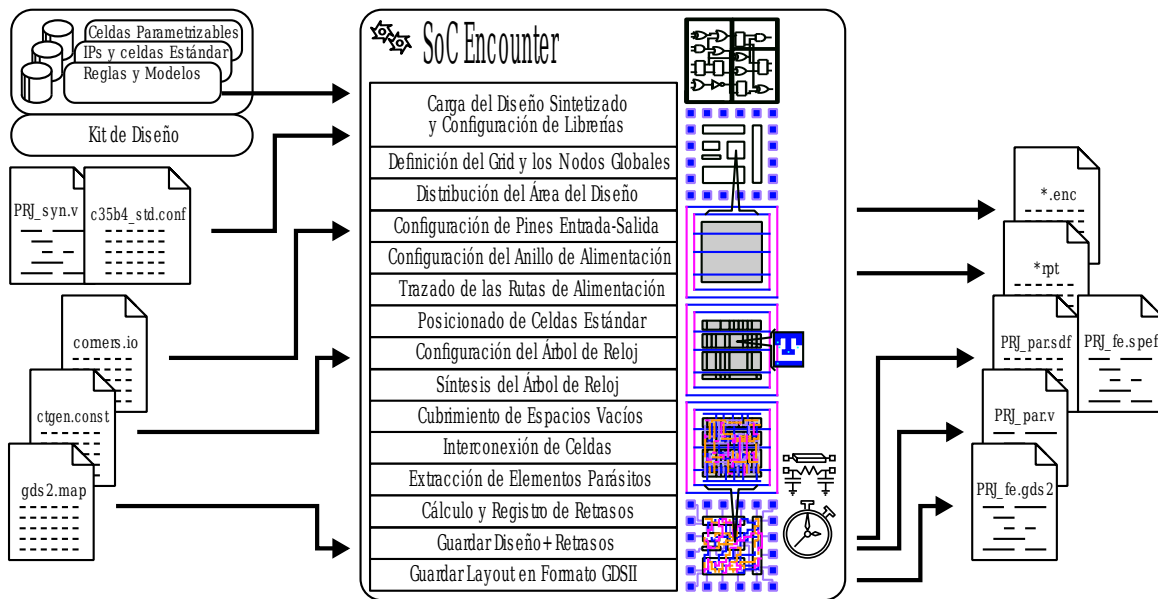 Celdas Parametrizables
IPs y celdas Estándar
Reglas y Modelos
Kit de Diseño
PRJ_syn.v
c35b4_std.conf
corners.io
ctgen.const
gds2.map
SoC Encounter
Carga del Diseño Sintetizado
y Configuración de Librerías
Definición del Grid y los Nodos Globales
Distribución del Área del Diseño
Configuración de Pines Entrada-Salida
Configuración del Anillo de Alimentación
Trazado de las Rutas de Alimentación
Posicionado de Celdas Estándar
Configuración del Árbol de Reloj
Síntesis del Árbol de Reloj
Cubrimiento de Espacios Vacíos
Interconexión de Celdas
Extracción de Elementos Parásitos
Cálculo y Registro de Retrasos
Guardar Diseño+Retrasos
Guardar Layout en Formato GDSII
T
*.enc
*rpt
PRJ_par.sdf
PRJ_fe.spef
PRJ_par.v
PRJ_fe.gds2